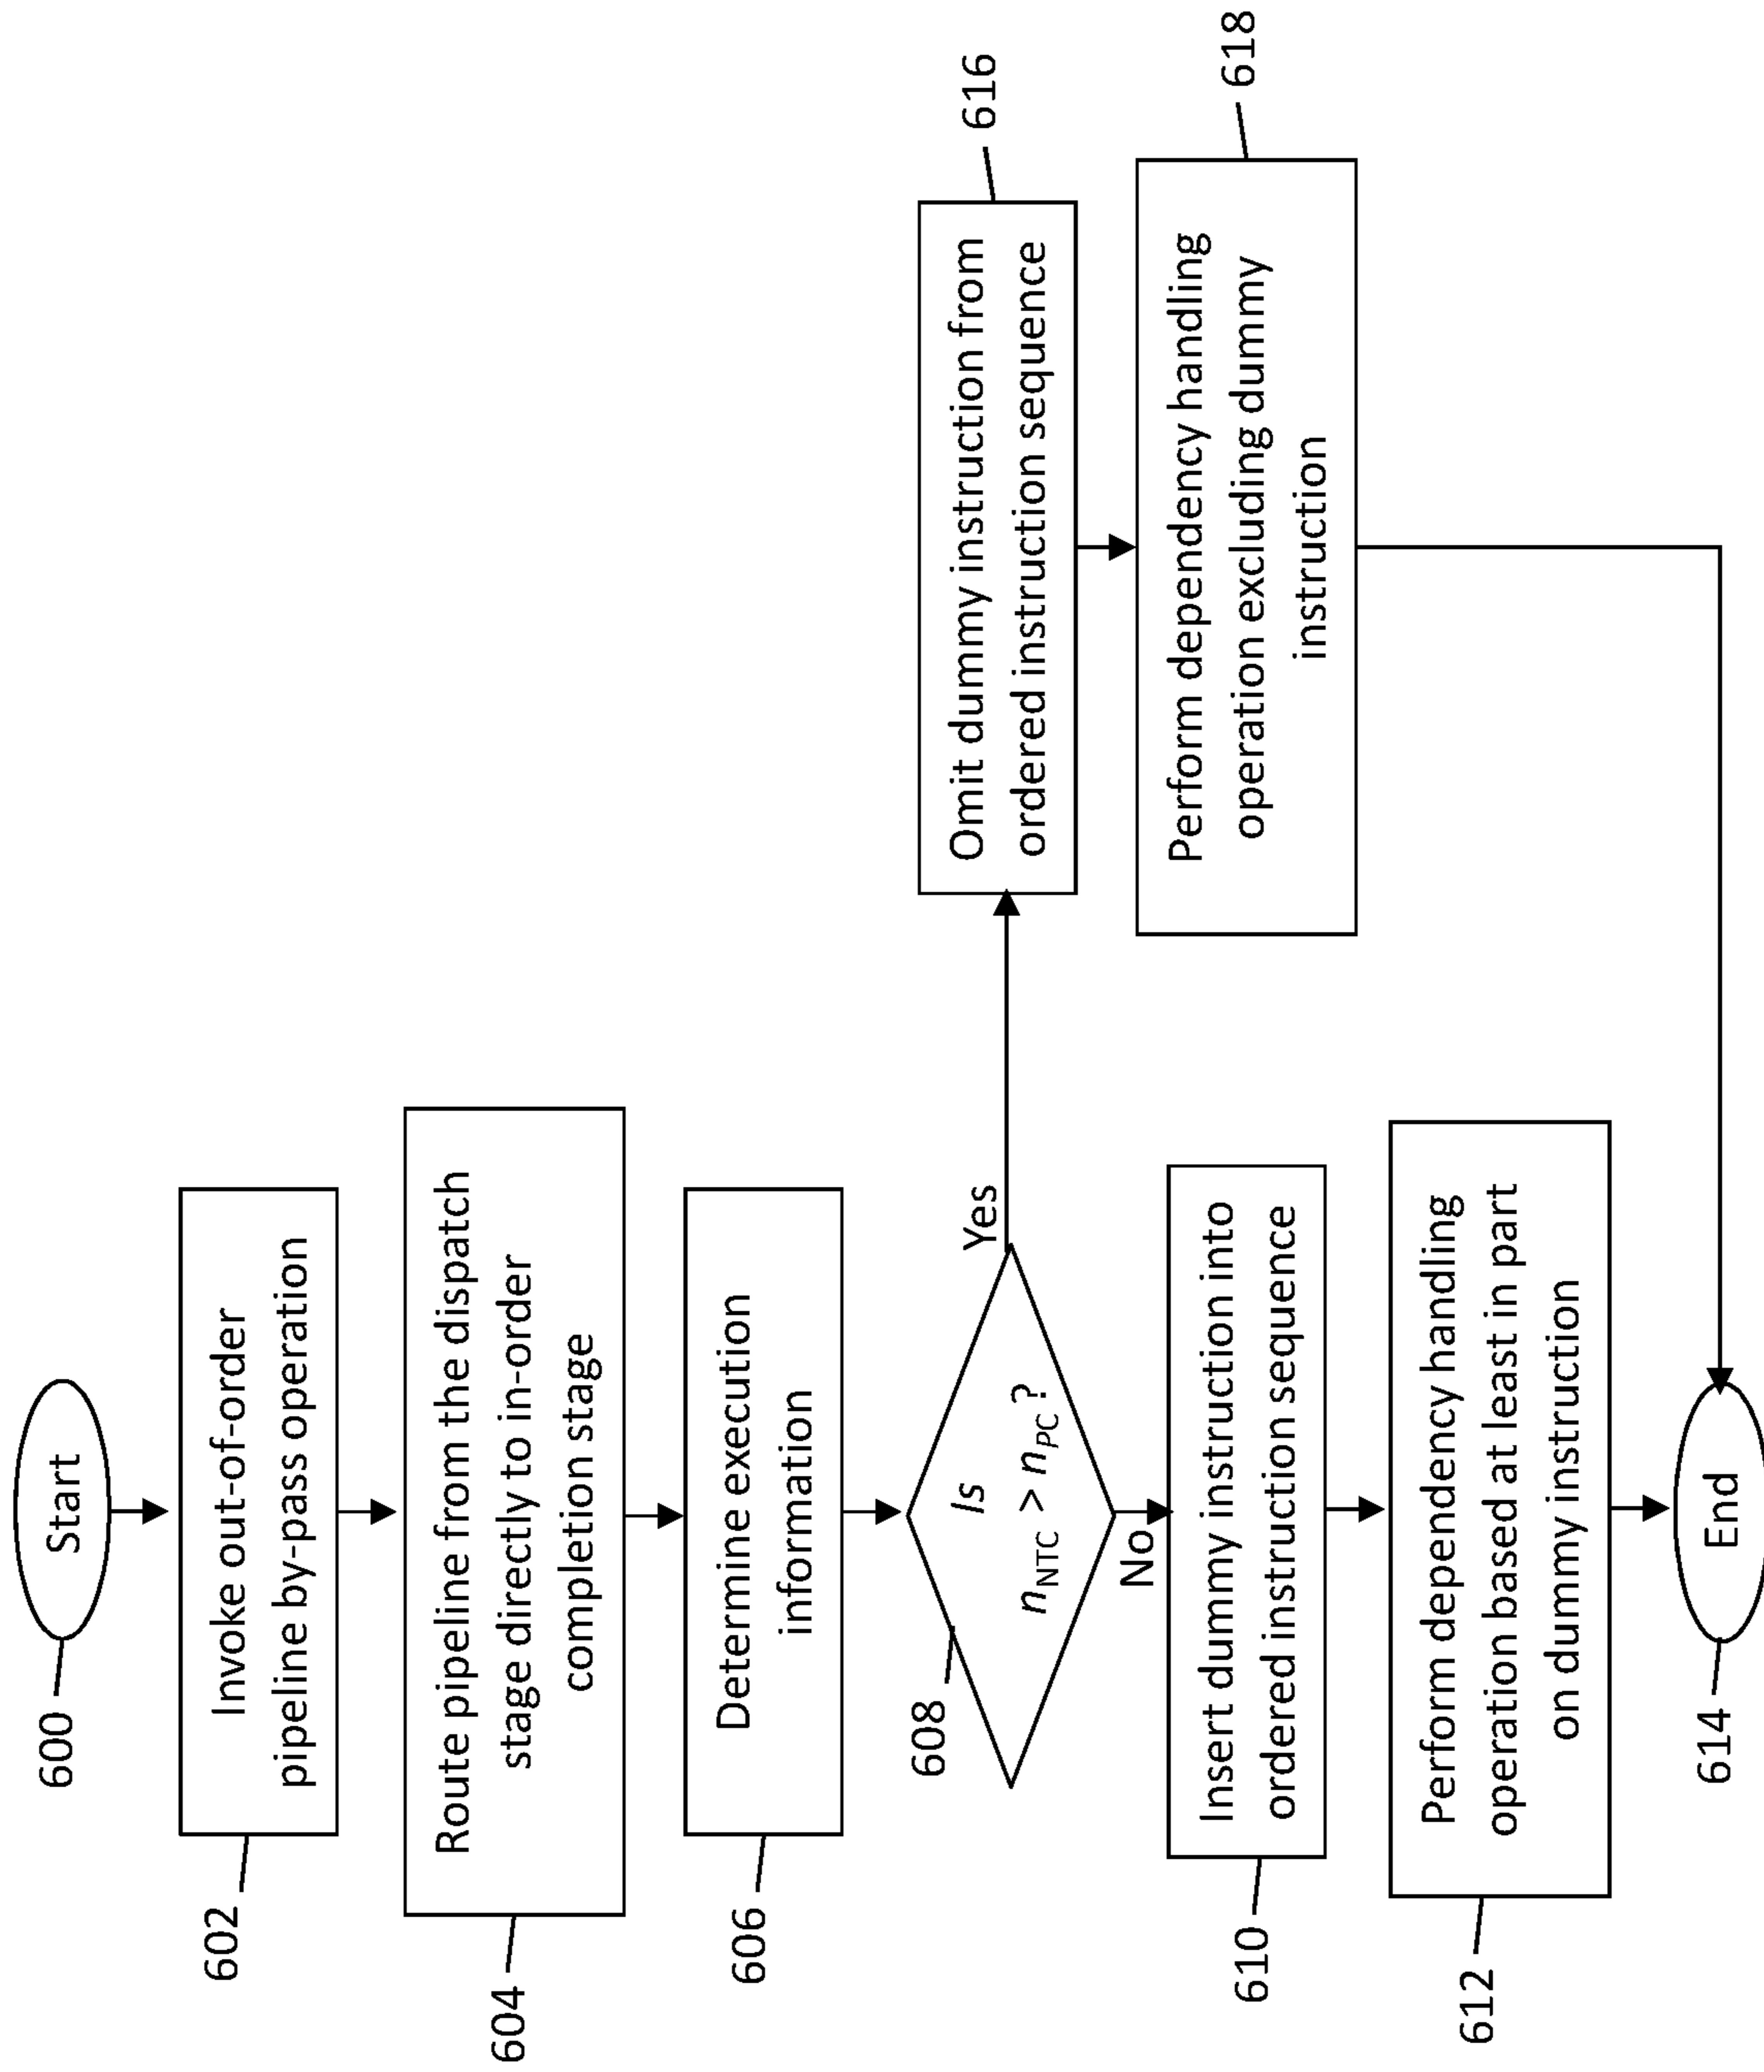 600
Start
602
Invoke out-of-order
pipeline by-pass operation
604
Route pipeline from the dispatch
stage directly to in-order
completion stage
606
Determine execution
information
608
Is
nNTC > nPC ?
Yes
No
616
Omit dummy instruction from
ordered instruction sequence
618
Perform dependency handling
operation excluding dummy
instruction
610
Insert dummy instruction into
ordered instruction sequence
612
Perform dependency handling
operation based at least in part
on dummy instruction
614
End